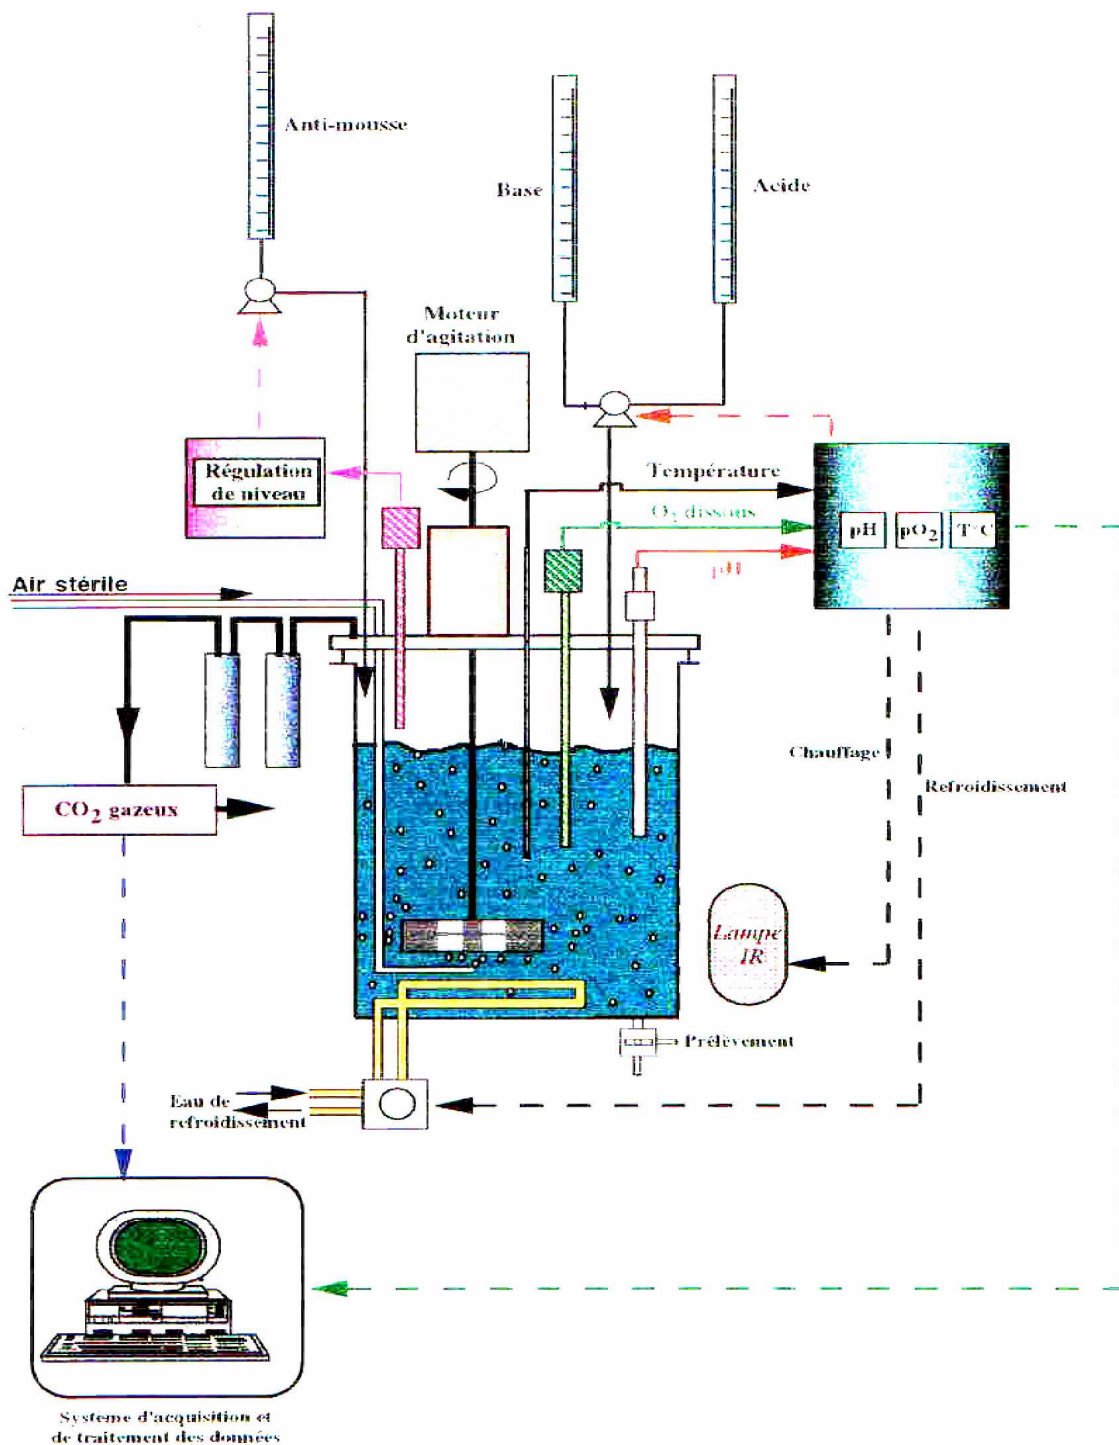 Anti-mousse
Base
Acide
Moteur
d'agitation
Régulation
de niveau
Température
O2 dissous
pH
pH
pO2
T°C
Air stérile
CO2 gazeux
Chauffage
Refroidissement
Lampe
IR
Prélèvement
Eau de
refroidissement
Système d'acquisition et
de traitement des données